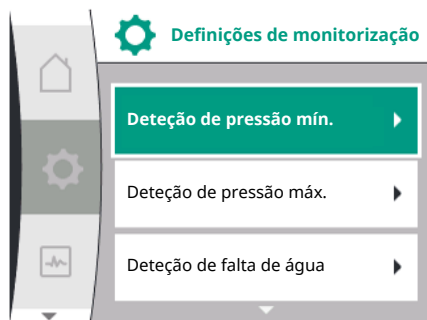 Definições de monitorização
Deteção de pressão mín.
Deteção de pressão máx.
Deteção de falta de água